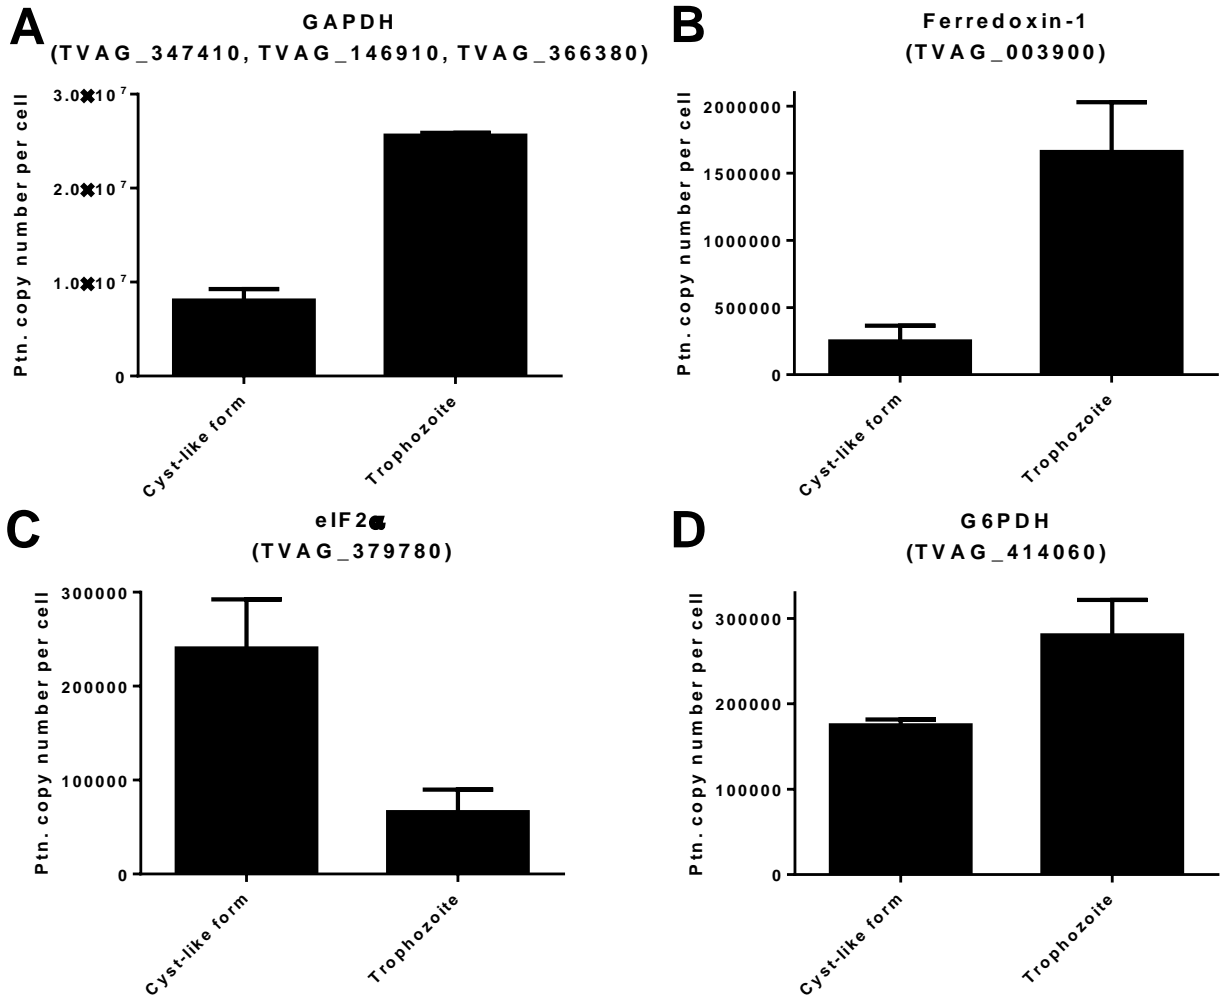 A
GAPDH
(TVAG_347410, TVAG_146910, TVAG_366380)
Ptn. copy number per cell
3.0×10⁷
2.0×10⁷
1.0×10⁷
0
Cyst-like form
Trophozoite
B
Ferredoxin-1
(TVAG_003900)
Ptn. copy number per cell
2000000
1500000
1000000
500000
0
Cyst-like form
Trophozoite
C
eIF2α
(TVAG_379780)
Ptn. copy number per cell
300000
200000
100000
0
Cyst-like form
Trophozoite
D
G6PDH
(TVAG_414060)
Ptn. copy number per cell
300000
200000
100000
0
Cyst-like form
Trophozoite